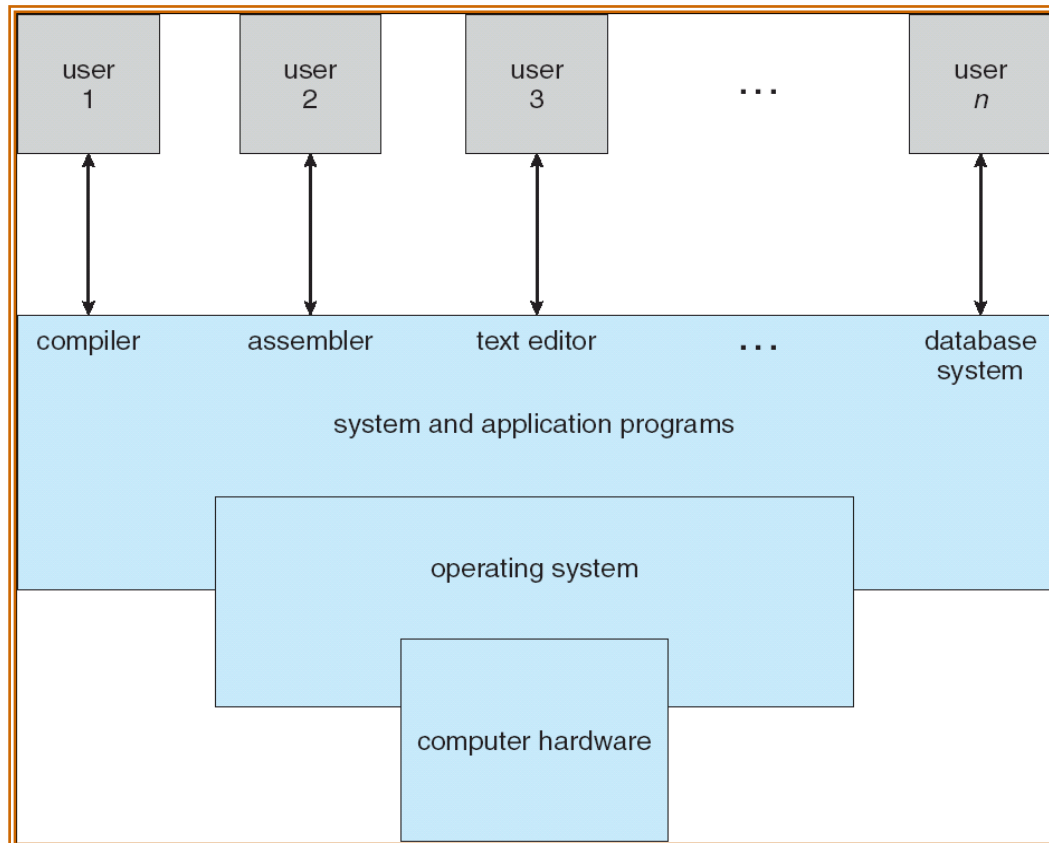 user
1
user
2
user
3
...
user
n
compiler
assembler
text editor
...
database
system
system and application programs
operating system
computer hardware